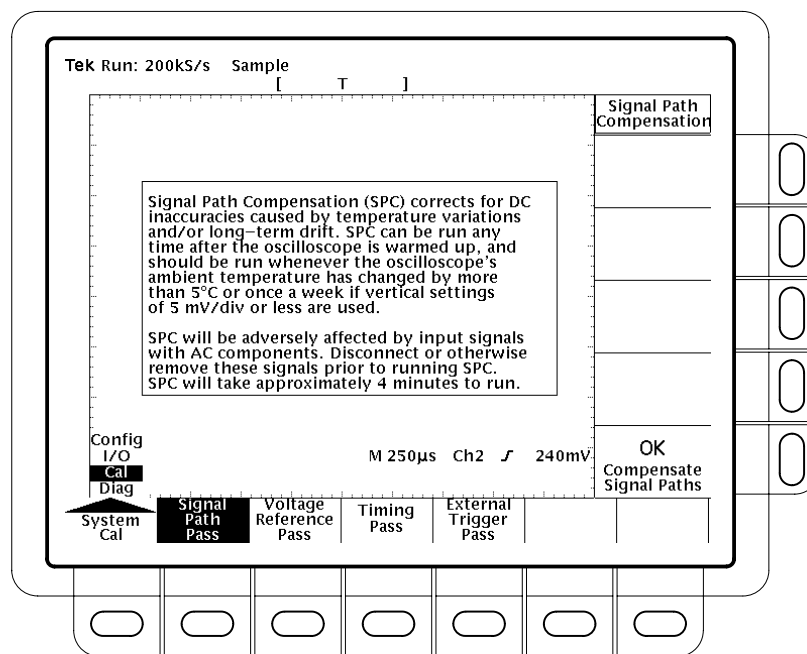 Tek Run: 200kS/s Sample
[ T ]
Signal Path
Compensation
Signal Path Compensation (SPC) corrects for DC
inaccuracies caused by temperature variations
and/or long-term drift. SPC can be run any
time after the oscilloscope is warmed up, and
should be run whenever the oscilloscope's
ambient temperature has changed by more
than 5°C or once a week if vertical settings
of 5 mV/div or less are used.
SPC will be adversely affected by input signals
with AC components. Disconnect or otherwise
remove these signals prior to running SPC.
SPC will take approximately 4 minutes to run.
Config
I/O
Cal
Diag
M 250µs Ch2 ƒ 240mV
OK
Compensate
Signal Paths
System
Cal
Signal
Path
Pass
Voltage
Reference
Pass
Timing
Pass
External
Trigger
Pass